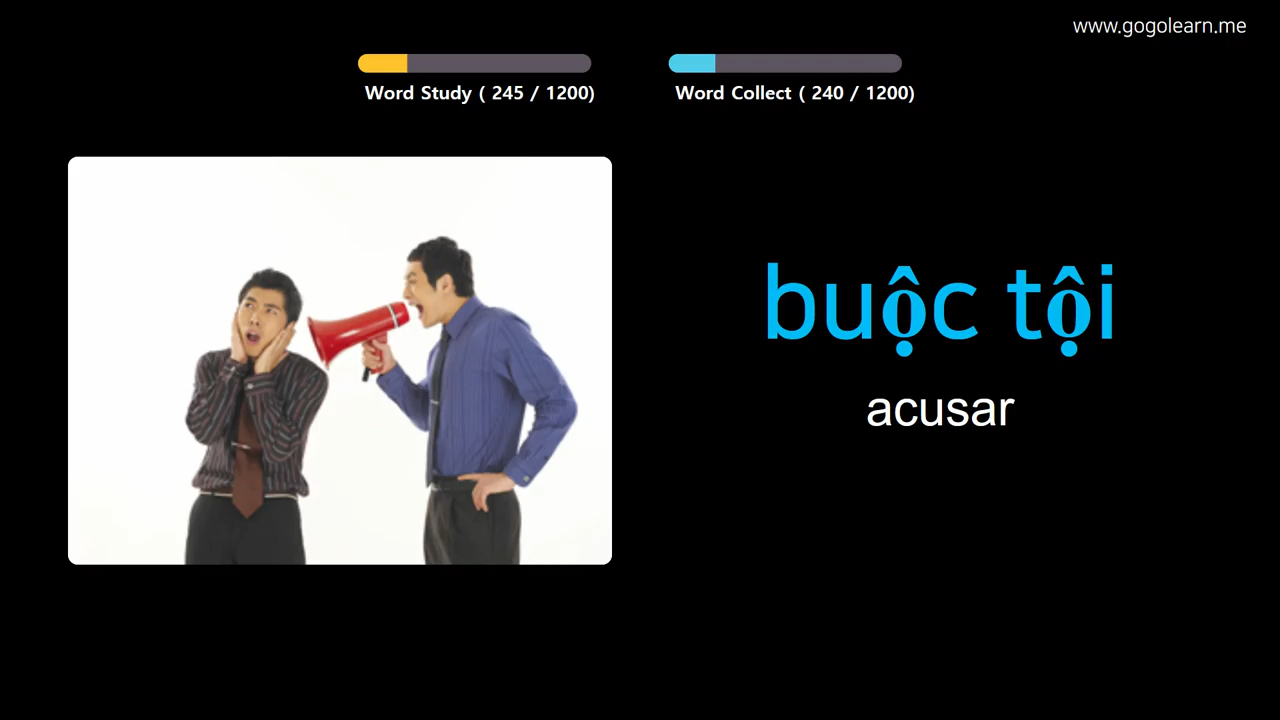 www.gogolearn.me
Word Study ( 245 / 1200)
Word Collect ( 240 / 1200)
buộc tội
acusar